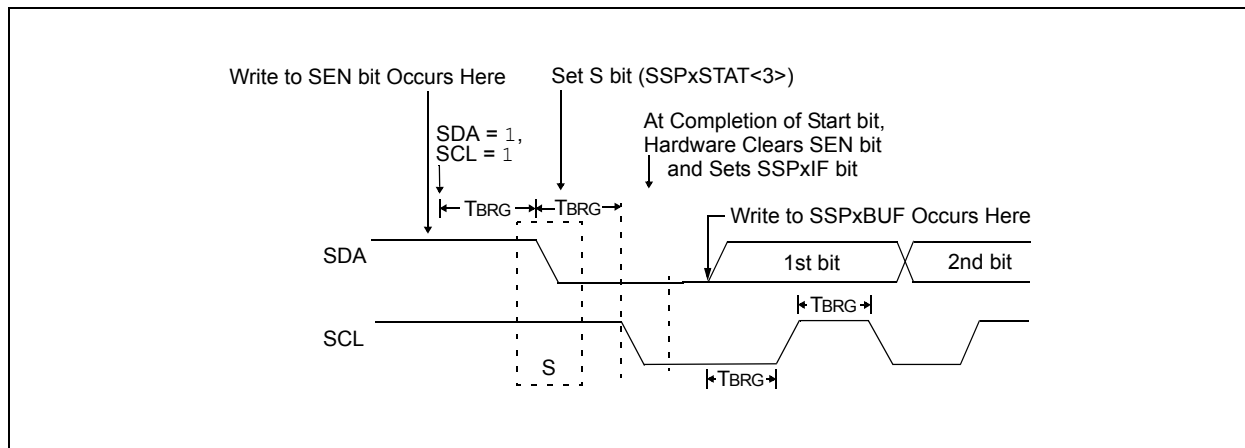 Write to SEN bit Occurs Here
Set S bit (SSPxSTAT<3>)
SDA = 1,
SCL = 1
At Completion of Start bit,
Hardware Clears SEN bit
and Sets SSPxIF bit
TBRG
TBRG
Write to SSPxBUF Occurs Here
SDA
1st bit
2nd bit
TBRG
SCL
S
TBRG